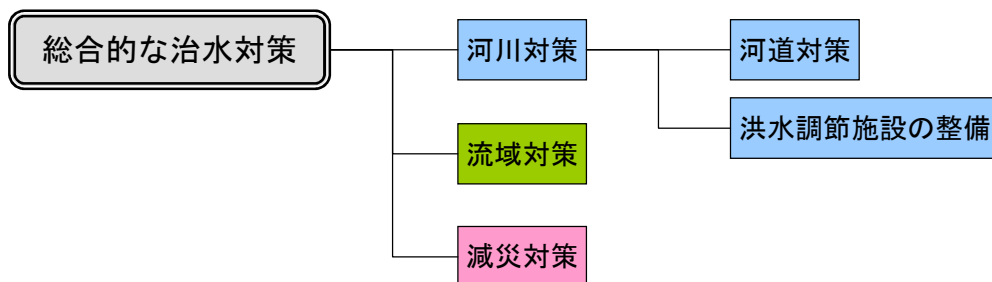 総合的な治水対策
河川対策
河道対策
洪水調節施設の整備
流域対策
減災対策